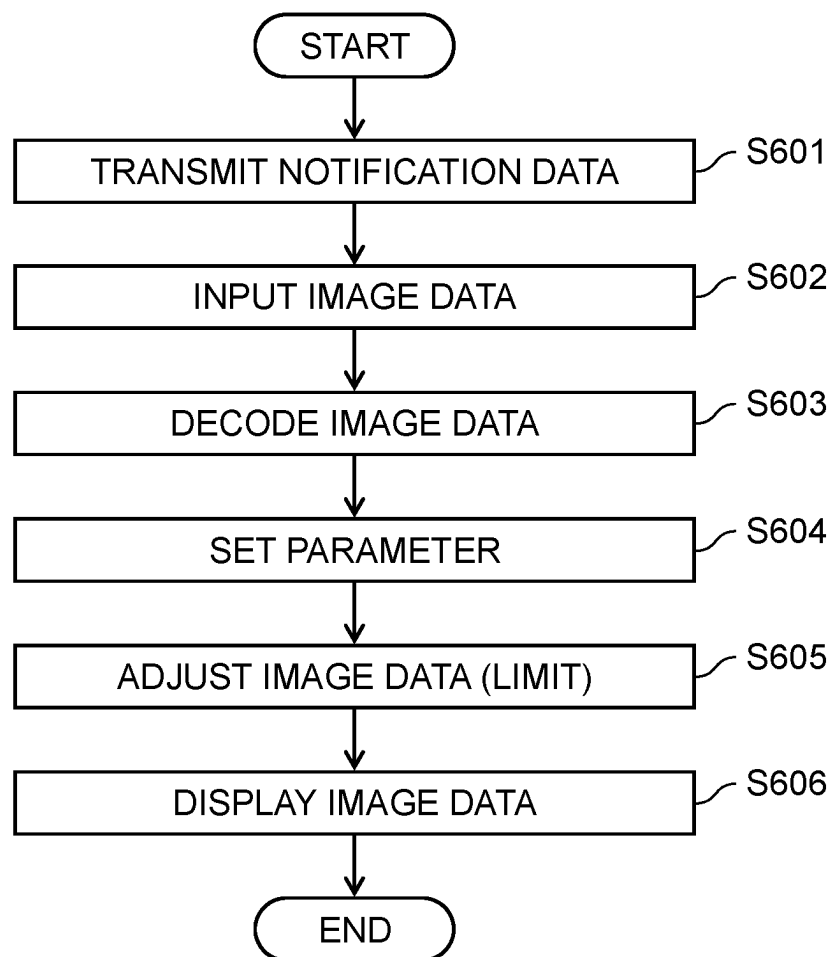 START
TRANSMIT NOTIFICATION DATA
S601
INPUT IMAGE DATA
S602
DECODE IMAGE DATA
S603
SET PARAMETER
S604
ADJUST IMAGE DATA (LIMIT)
S605
DISPLAY IMAGE DATA
S606
END